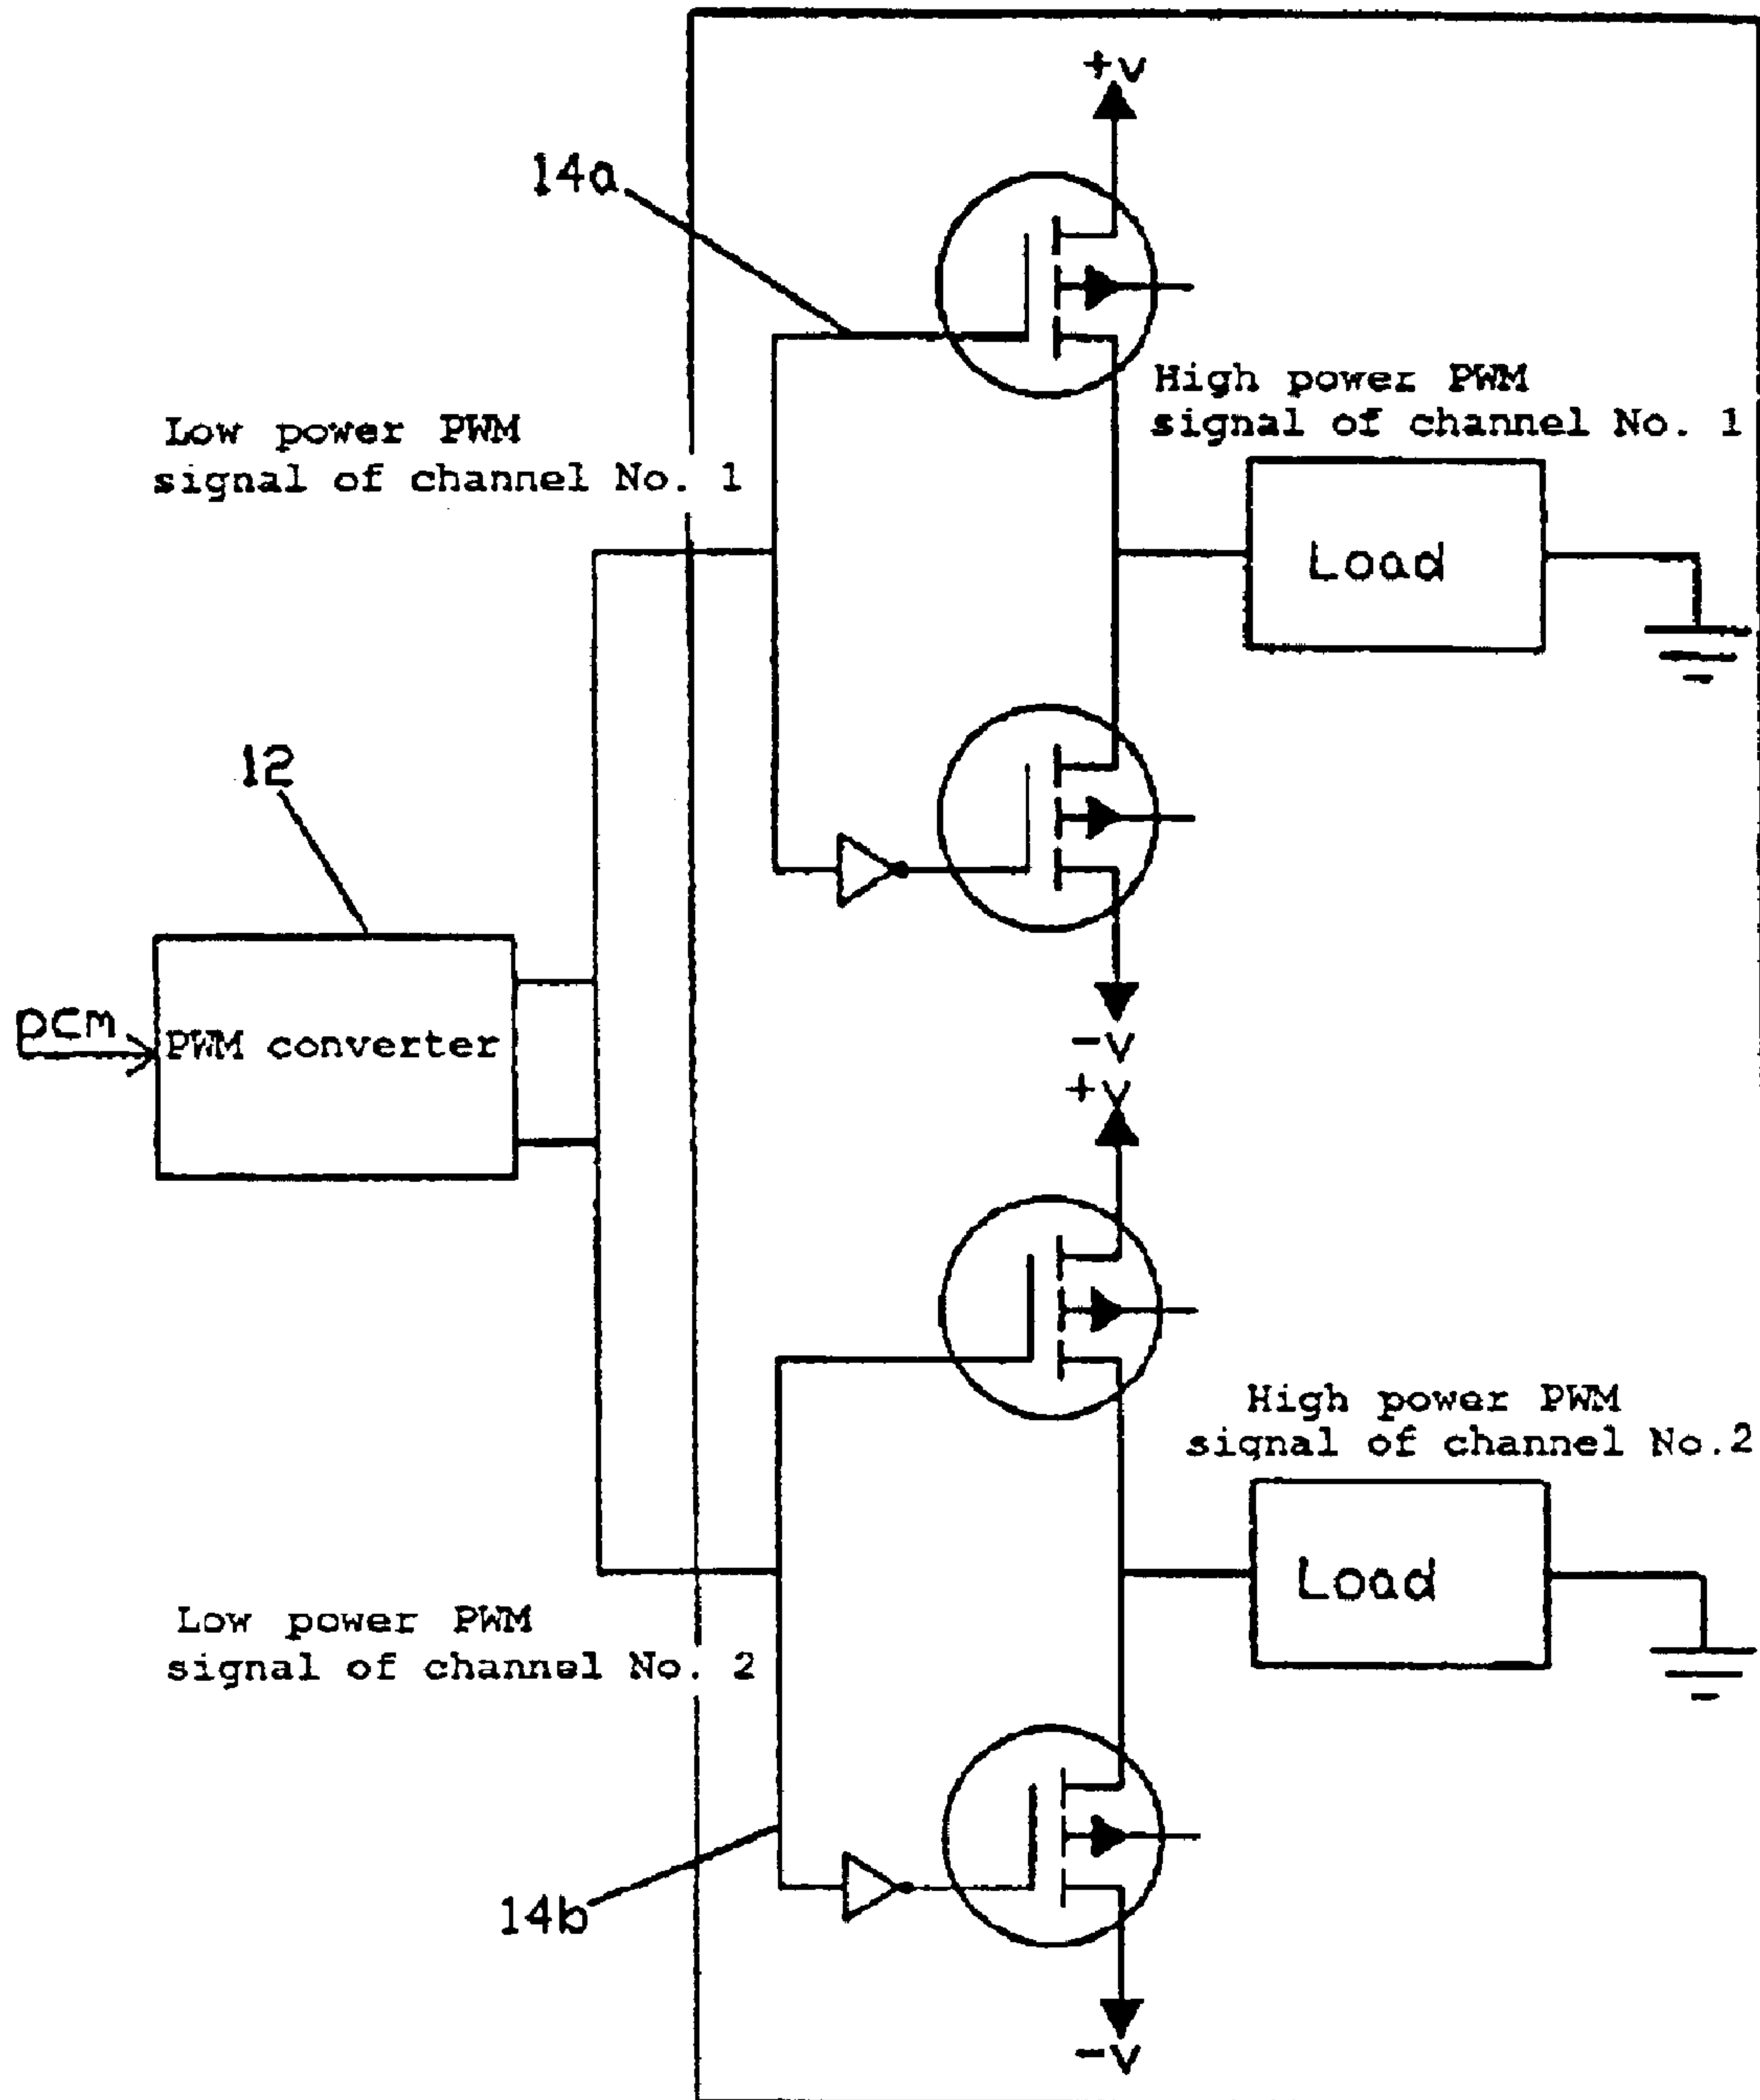 +v
14a
High power PWM
signal of channel No. 1
Low power PWM
signal of channel No. 1
Load
12
pcm
PWM converter
-v
+v
High power PWM
signal of channel No.2
Load
Low power PWM
signal of channel No. 2
14b
-v